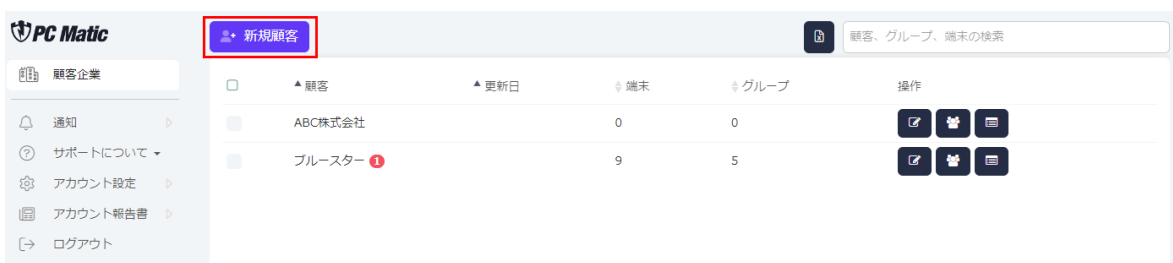 PC Matic
新規顧客
顧客、グループ、端末の検索
顧客企業
顧客 更新日 端末 グループ 操作
ABC株式会社 0 0
ブルースター 1 9 5
通知
サポートについて
アカウント設定
アカウント報告書
ログアウト